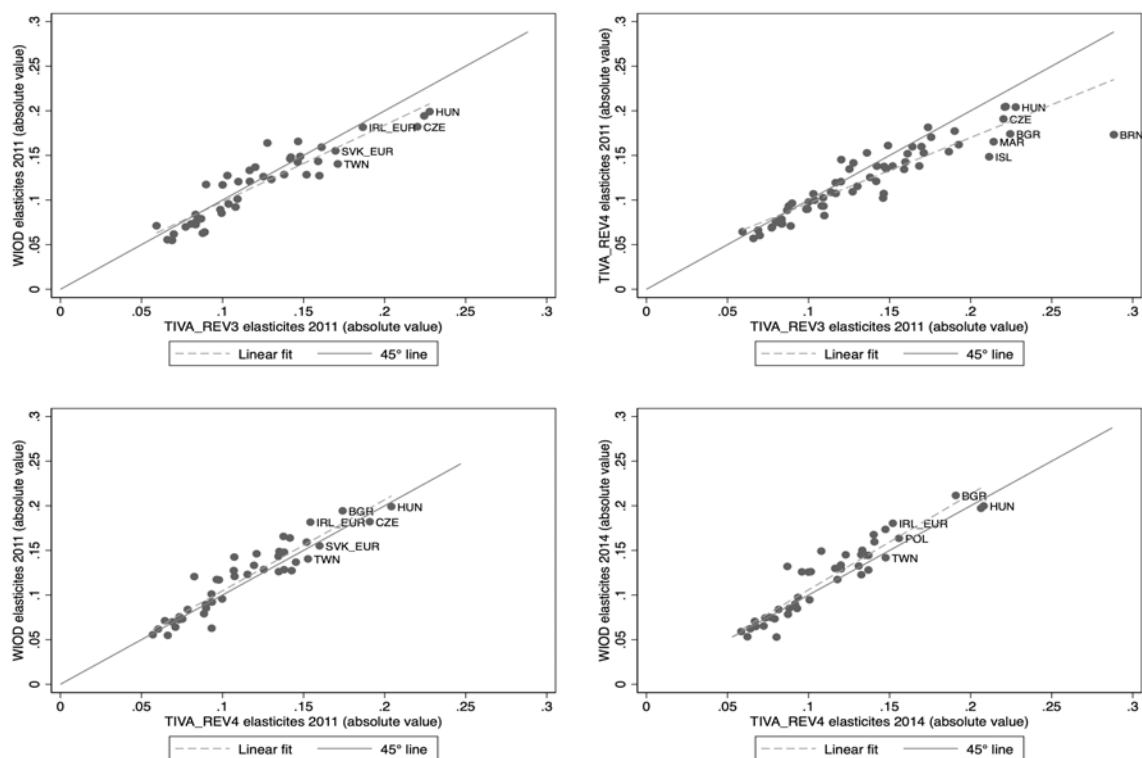 WIOD elasticites 2011 (absolute value)
.3
.25
.2
.15
.1
.05
0
HUN
IRL_EUR
CZE
SVK_EUR
TWN
0
.05
.1
.15
.2
.25
.3
TIVA_REV3 elasticites 2011 (absolute value)
Linear fit
45° line
TIVA_REV4 elasticites 2011 (absolute value)
.3
.25
.2
.15
.1
.05
0
HUN
CZE
BGR
BRN
MAR
ISL
0
.05
.1
.15
.2
.25
.3
TIVA_REV3 elasticites 2011 (absolute value)
Linear fit
45° line
WIOD elasticites 2011 (absolute value)
.3
.25
.2
.15
.1
.05
0
BGR
HUN
IRL_EUR
CZE
SVK_EUR
TWN
0
.05
.1
.15
.2
.25
.3
TIVA_REV4 elasticites 2011 (absolute value)
Linear fit
45° line
WIOD elasticites 2014 (absolute value)
.3
.25
.2
.15
.1
.05
0
BGR
HUN
IRL_EUR
POL
TWN
0
.05
.1
.15
.2
.25
.3
TIVA_REV4 elasticites 2014 (absolute value)
Linear fit
45° line